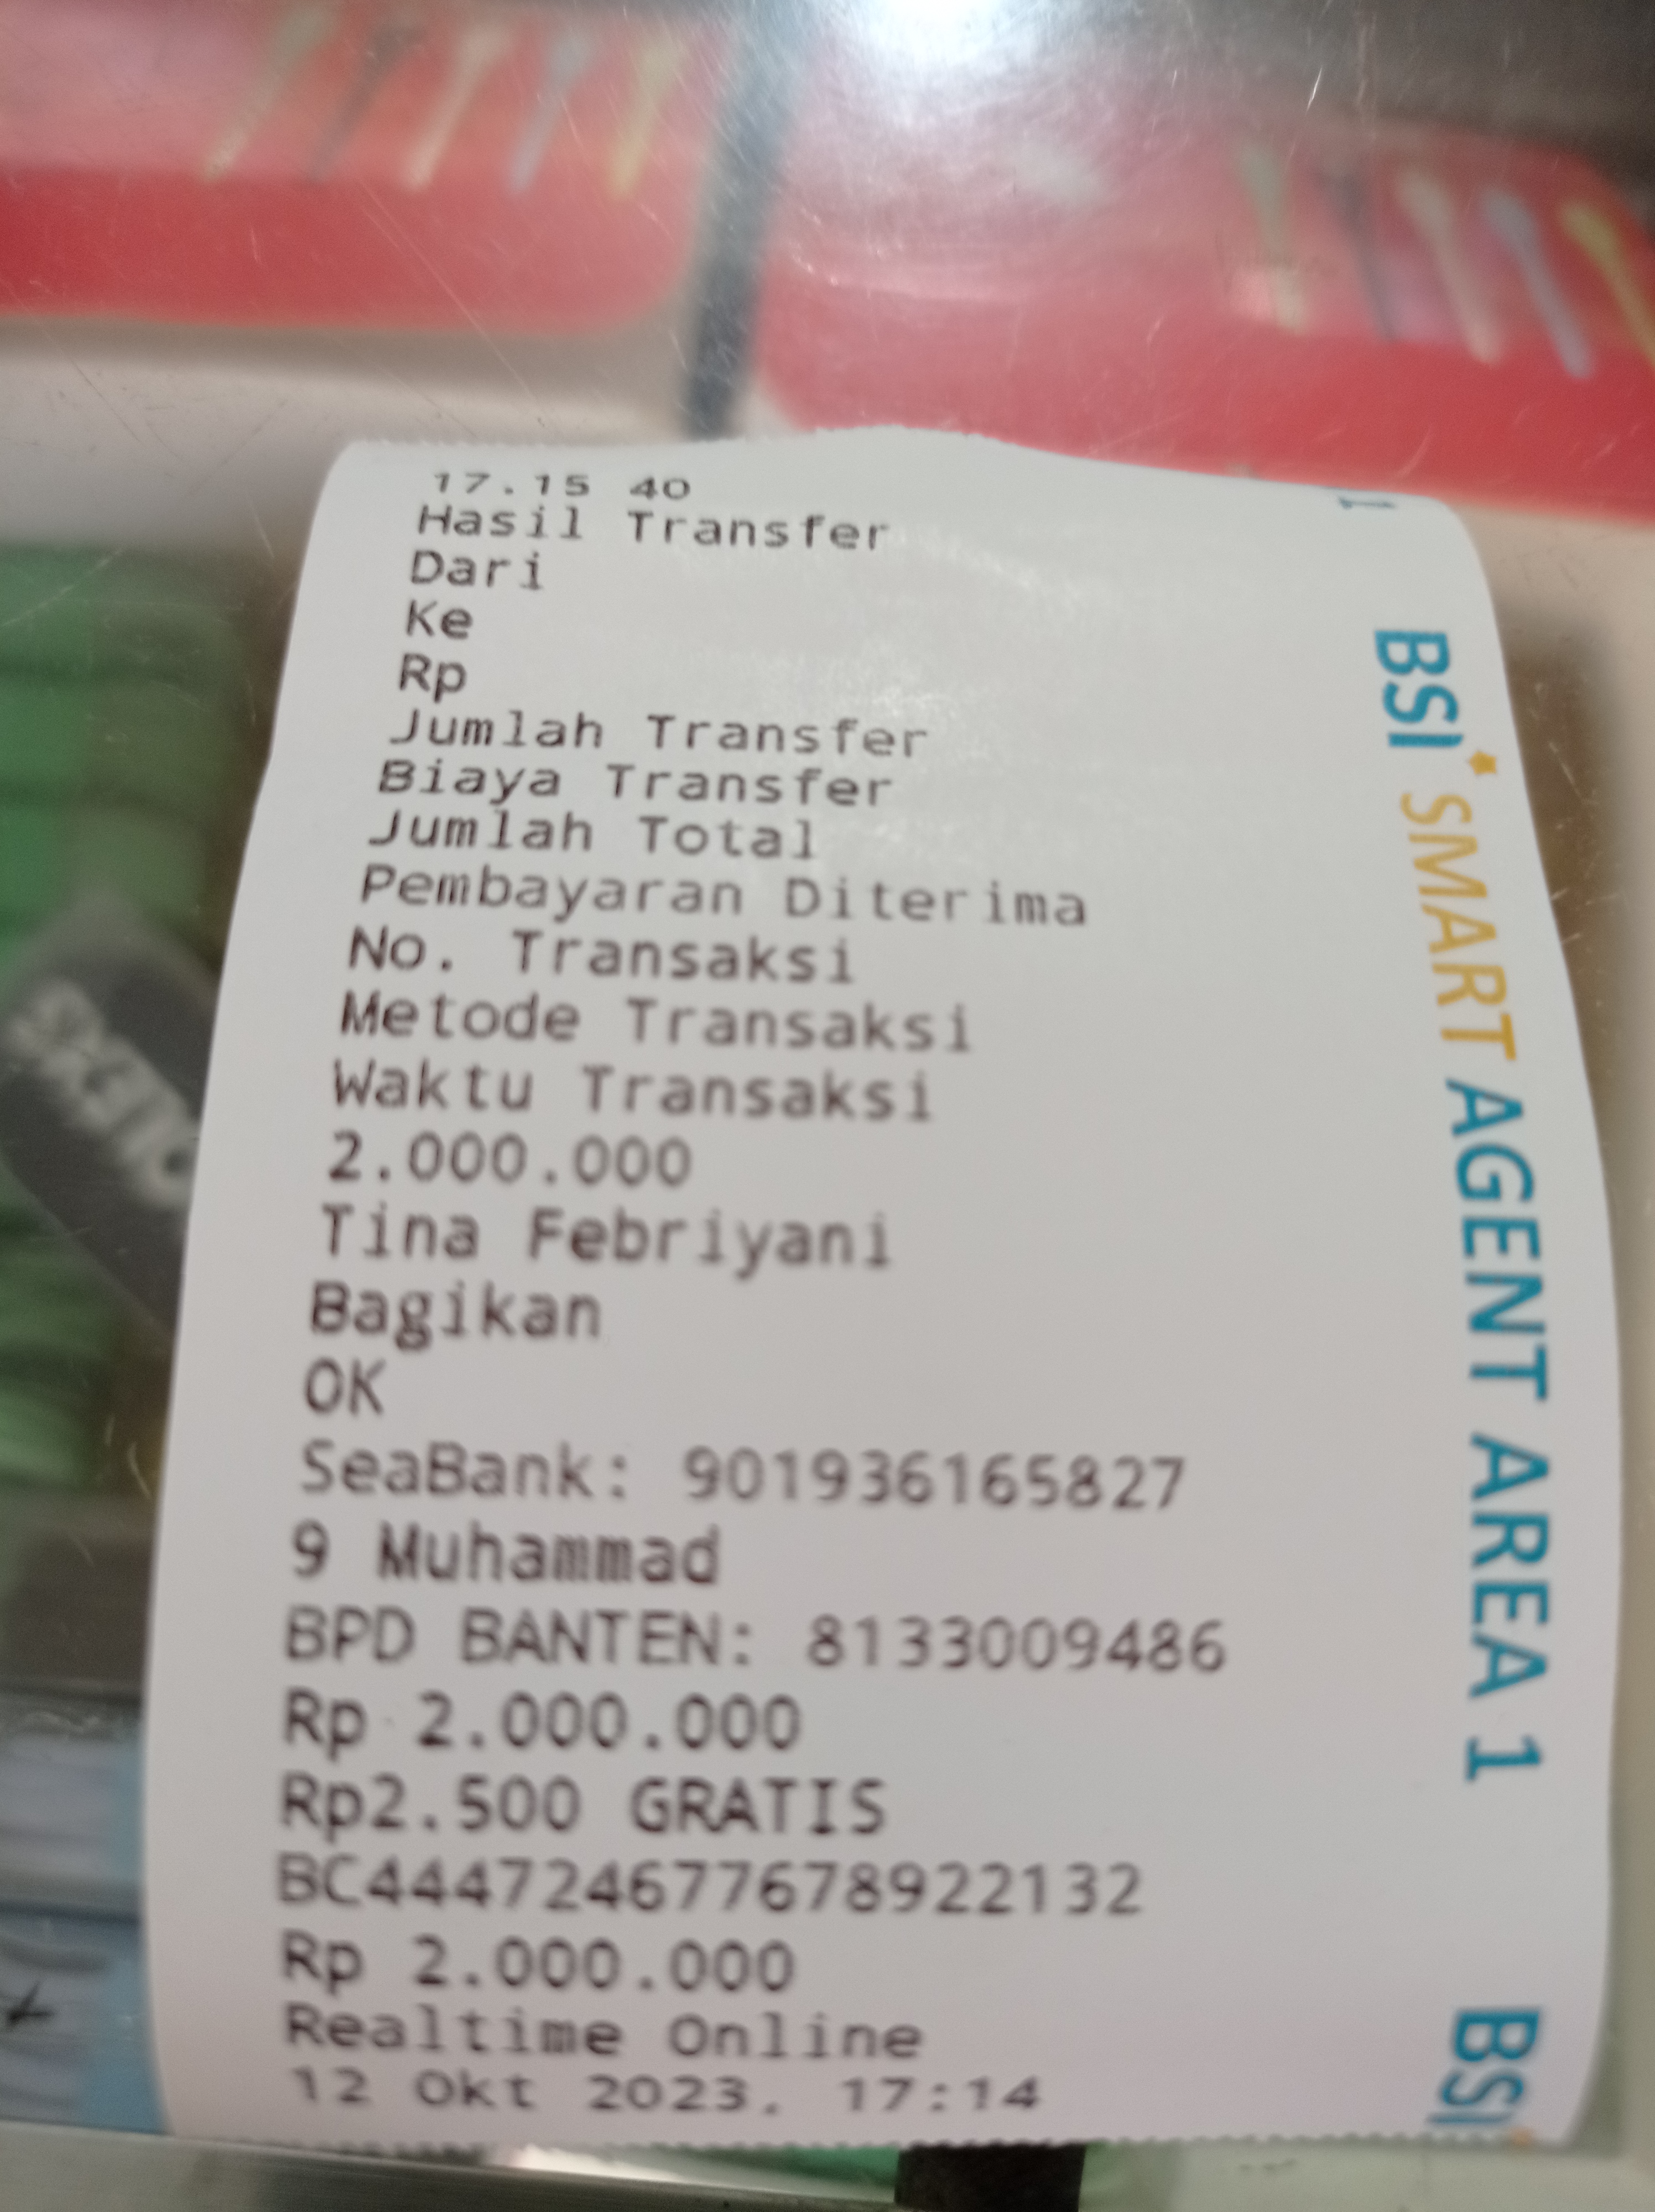 17.15 40
Hasil Transfer
Dari
Ke
Rp
Jumlah Transfer
Biaya Transfer
Jumlah Total
Pembayaran Diterima
No. Transaksi
Metode Transaksi
Waktu Transaksi
2.000.000
Tina Febriyani
Bagikan
OK
SeaBank: 901936165827
9 Muhammad
BPD BANTEN: 8133009486
Rp 2.000.000
Rp2.500 GRATIS
BC444724677678922132
Rp 2.000.000
Realtime Online
12 Okt 2023. 17:14
1
BSI SMART AGENT AREA 1
BSI